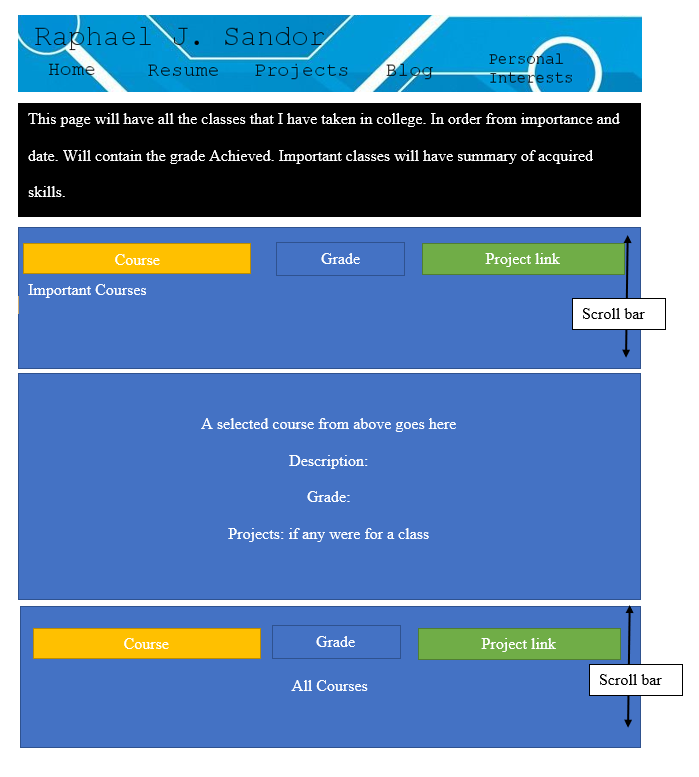 Raphael J. Sandor
Home Resume Projects Blog Personal
Interests
This page will have all the classes that I have taken in college. In order from importance and
date. Will contain the grade Achieved. Important classes will have summary of acquired
skills.
Course Grade Project link
Important Courses
Scroll bar
A selected course from above goes here
Description:
Grade:
Projects: if any were for a class
Course Grade Project link
Scroll bar
All Courses